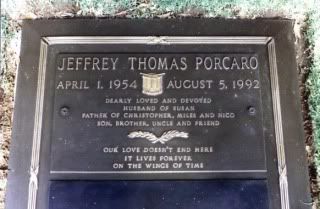 JEFFREY THOMAS PORCARO
APRIL 1, 1954 AUGUST 5, 1992
DEARLY LOVED AND DEVOTED
HUSBAND OF SUSAN
FATHER OF CHRISTOPHER, MILES AND NICO
SON, BROTHER, UNCLE AND FRIEND
OUR LOVE DOESN'T END HERE
IT LIVES FOREVER
ON THE WINGS OF TIME